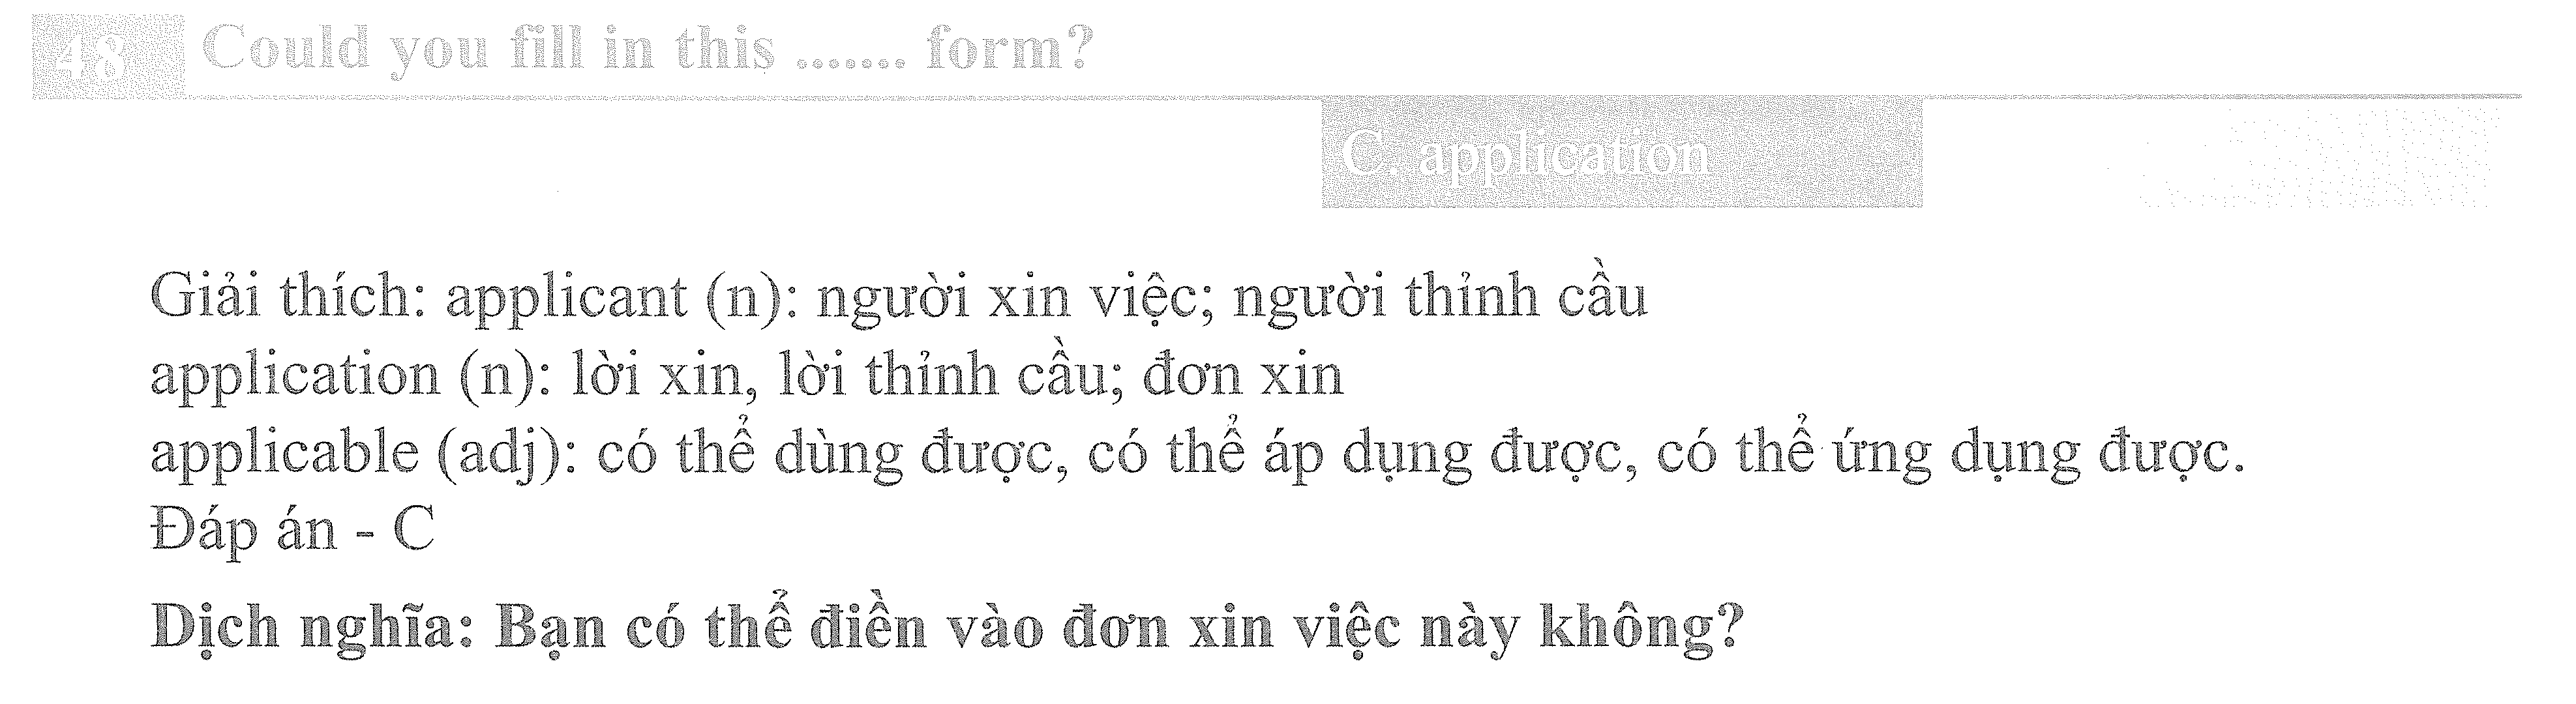 48 Could you fill in this ....... form?
C. application
Giải thích: applicant (n): người xin việc; người thỉnh cầu
application (n): lời xin, lời thỉnh cầu; đơn xin
applicable (adj): có thể dùng được, có thể áp dụng được, có thể ứng dụng được.
Đáp án - C
Dịch nghĩa: Bạn có thể điền vào đơn xin việc này không?